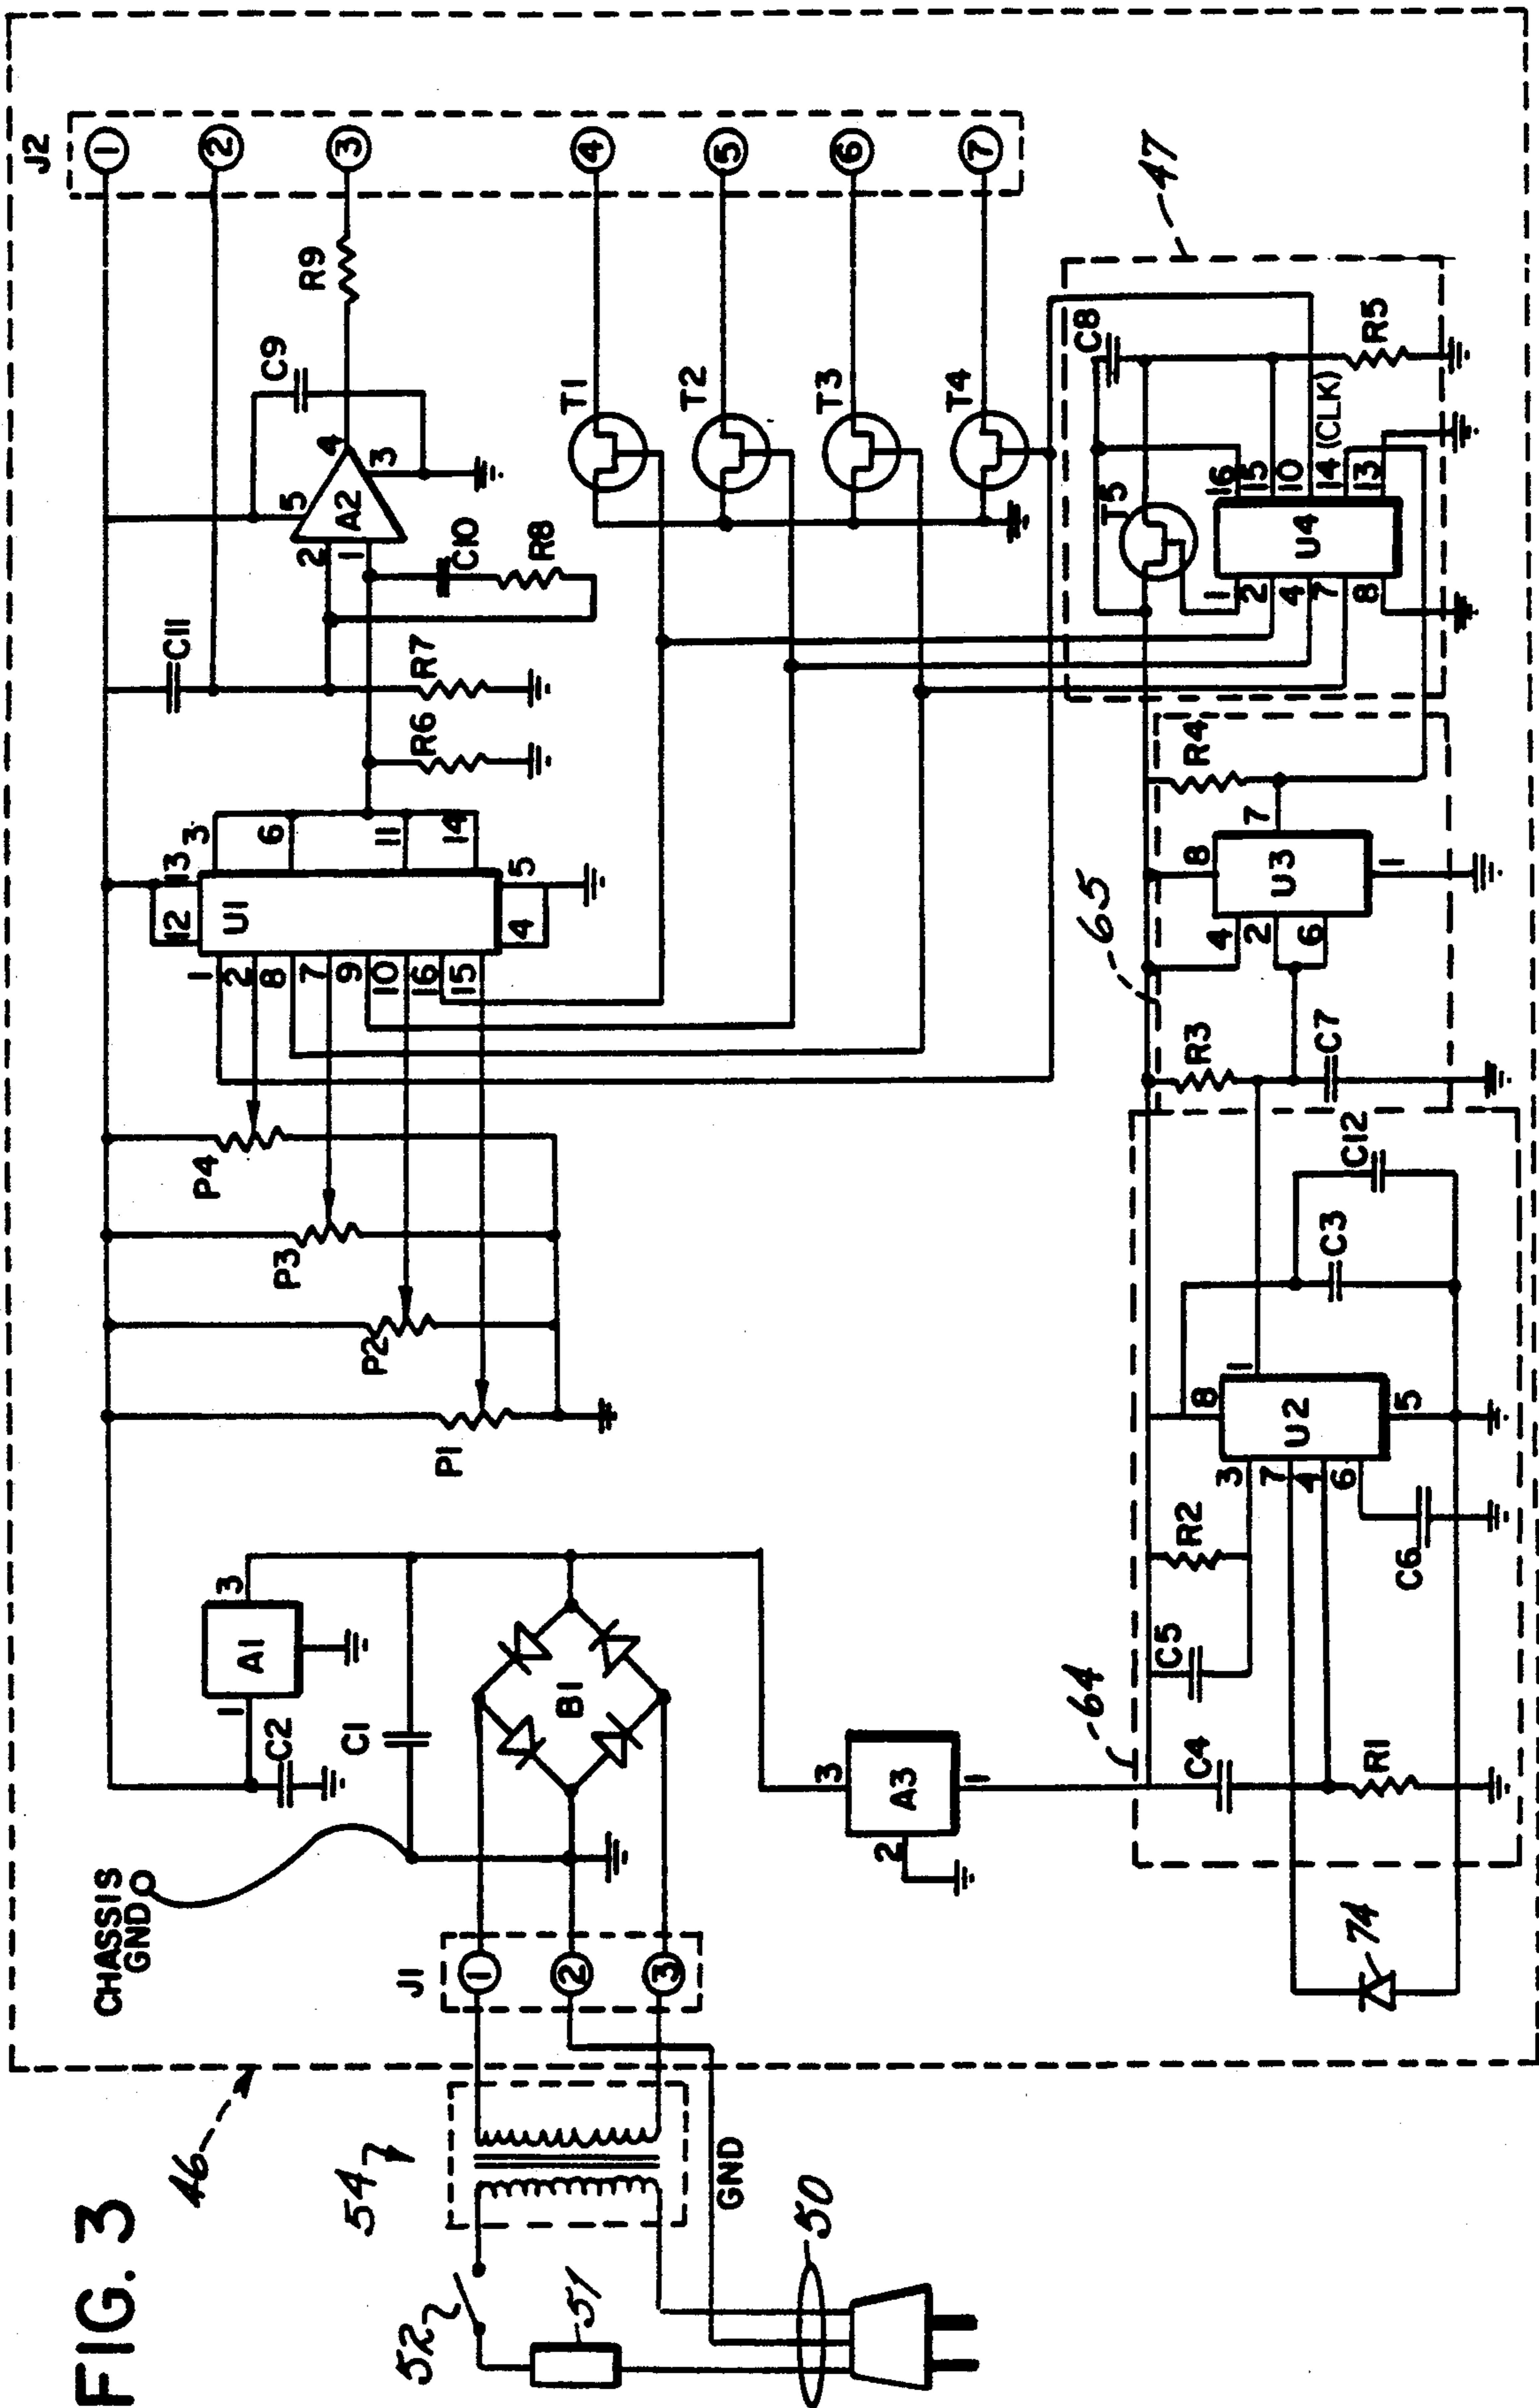 FIG. 3
46
J2
1
2
3
4
5
6
7
CHASSIS
GND
A1
1
3
C2
C1
B1
J1
1
2
3
54
GND
52
51
50
P1
P2
P3
P4
U1
12
13
1
2
8
7
9
10
16
15
3
6
11
14
4
5
R6
R7
C11
C10
R8
A2
2
1
5
4
3
C9
R9
T1
T2
T3
T4
A3
3
2
1
64
C4
R1
C5
R2
C6
U2
3
7
4
6
8
1
5
C3
C12
74
65
R3
C7
U3
4
2
6
8
7
1
R4
47
T5
C8
U4
1
2
4
7
8
16
15
10
14 (CLK)
13
R5